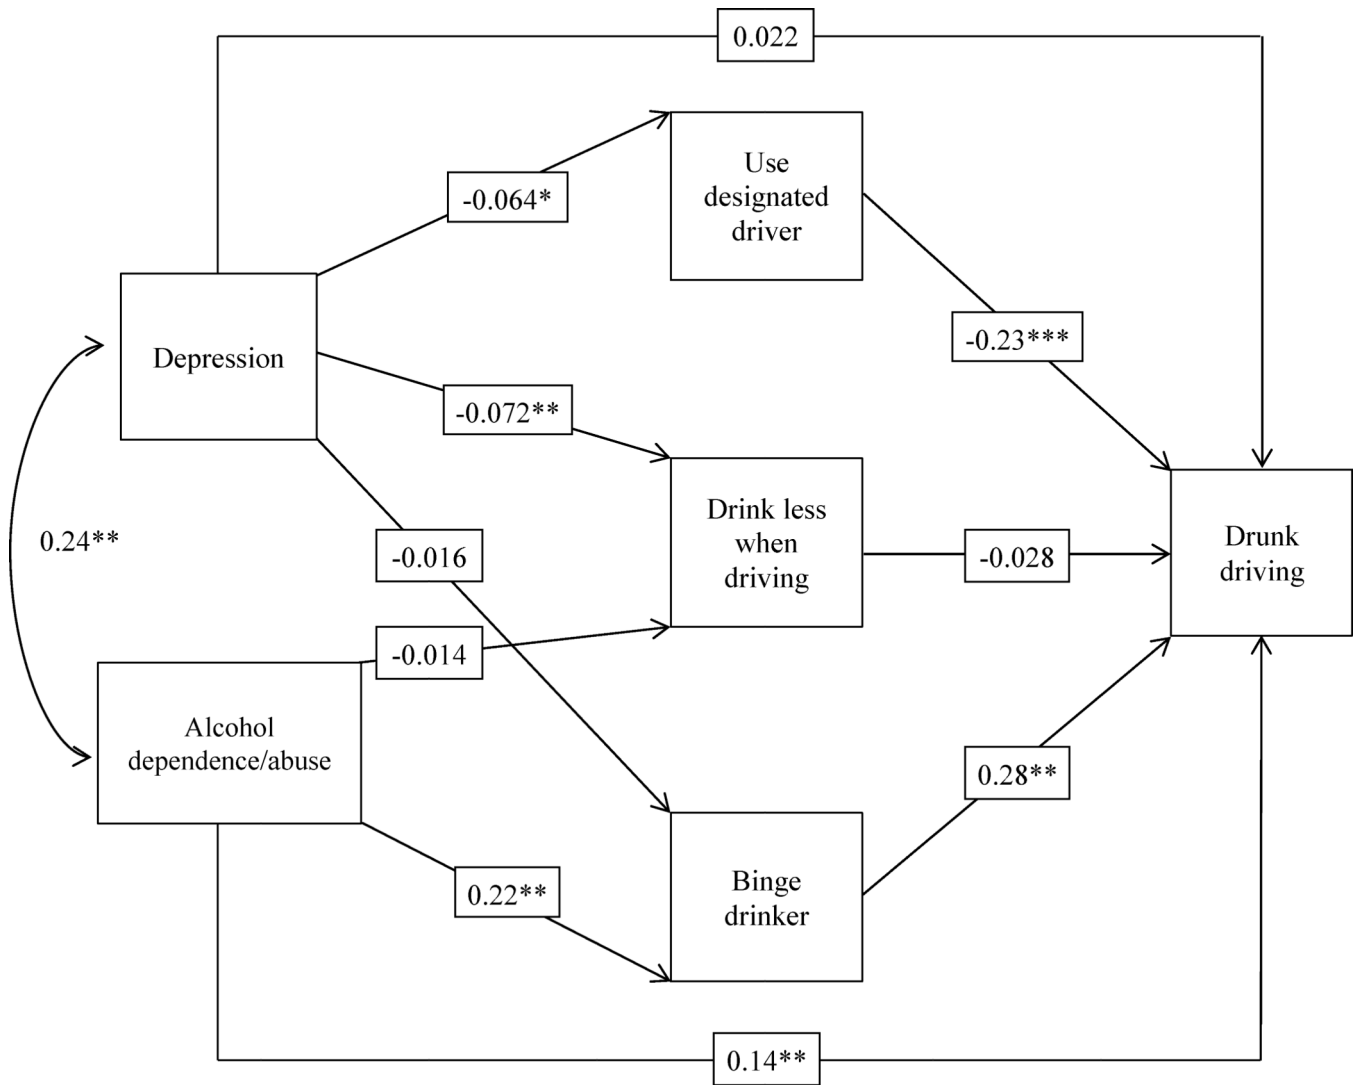 0.022
Use
designated
driver
-0.064*
-0.23***
Depression
-0.072**
Drink less
when
driving
0.24**
-0.016
-0.028
Drunk
driving
-0.014
Alcohol
dependence/abuse
0.28**
Binge
drinker
0.22**
0.14**